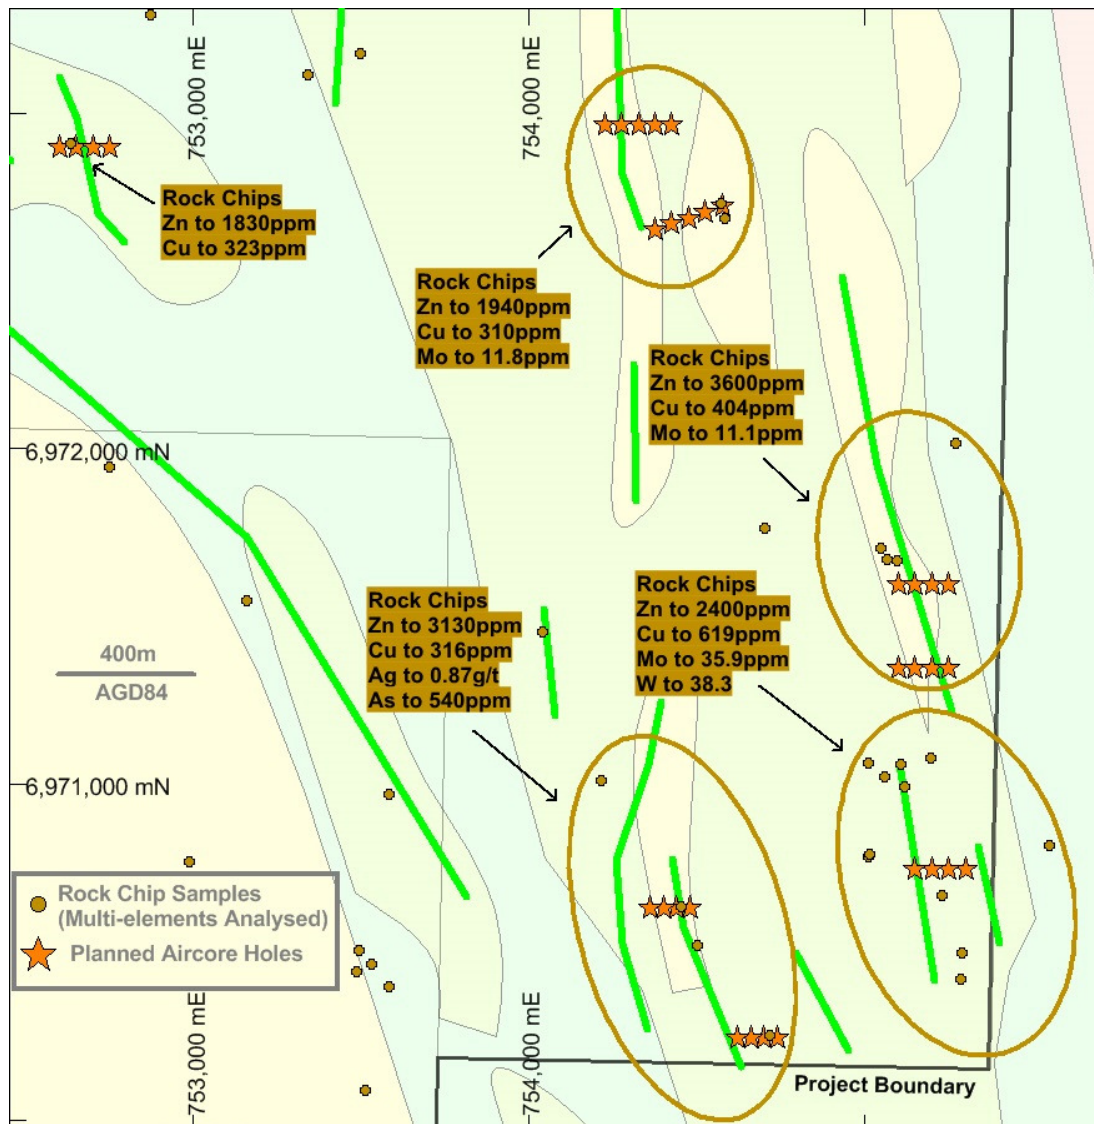 753,000 mE
754,000 mE
Rock Chips
Zn to 1830ppm
Cu to 323ppm
Rock Chips
Zn to 1940ppm
Cu to 310ppm
Mo to 11.8ppm
Rock Chips
Zn to 3600ppm
Cu to 404ppm
Mo to 11.1ppm
6,972,000 mN
Rock Chips
Zn to 3130ppm
Cu to 316ppm
Ag to 0.87g/t
As to 540ppm
Rock Chips
Zn to 2400ppm
Cu to 619ppm
Mo to 35.9ppm
W to 38.3
400m
AGD84
6,971,000 mN
Rock Chip Samples
(Multi-elements Analysed)
Planned Aircore Holes
753,000 mE
754,000 mE
Project Boundary